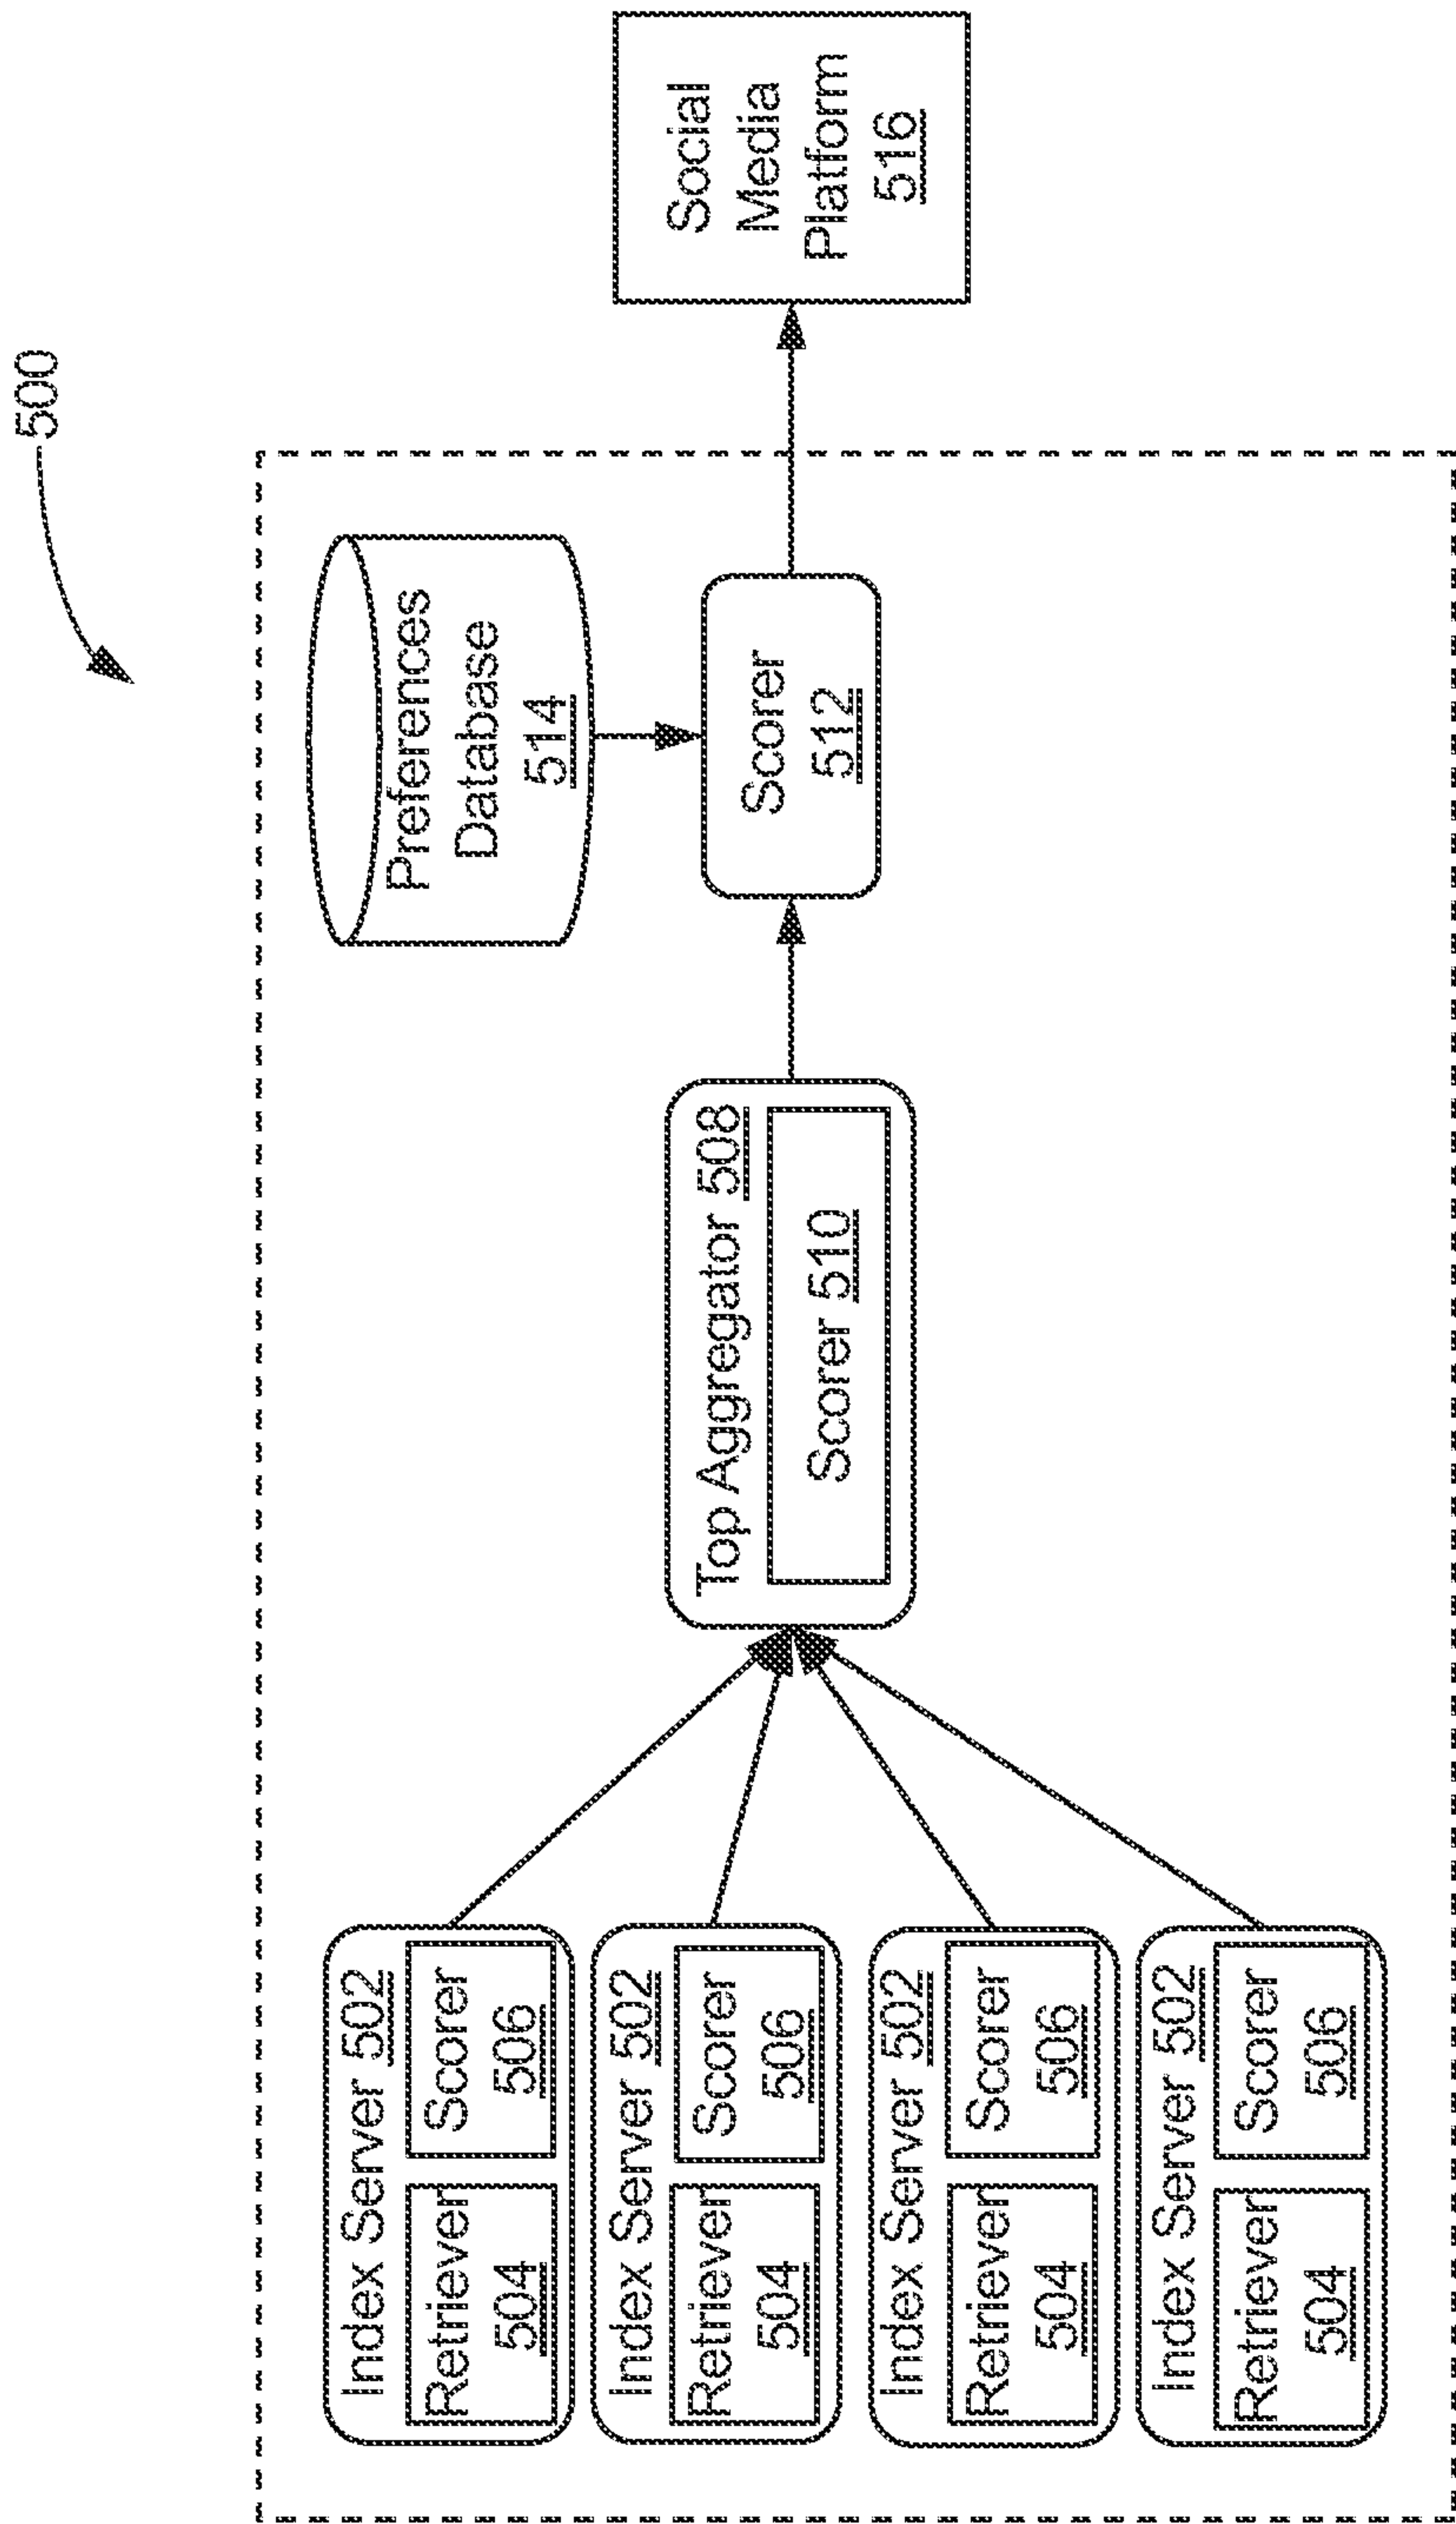 500
Index Server 502
Retriever
504
Scorer
506
Index Server 502
Retriever
504
Scorer
506
Index Server 502
Retriever
504
Scorer
506
Index Server 502
Retriever
504
Scorer
506
Top Aggregator 508
Scorer 510
Preferences
Database
514
Scorer
512
Social
Media
Platform
516